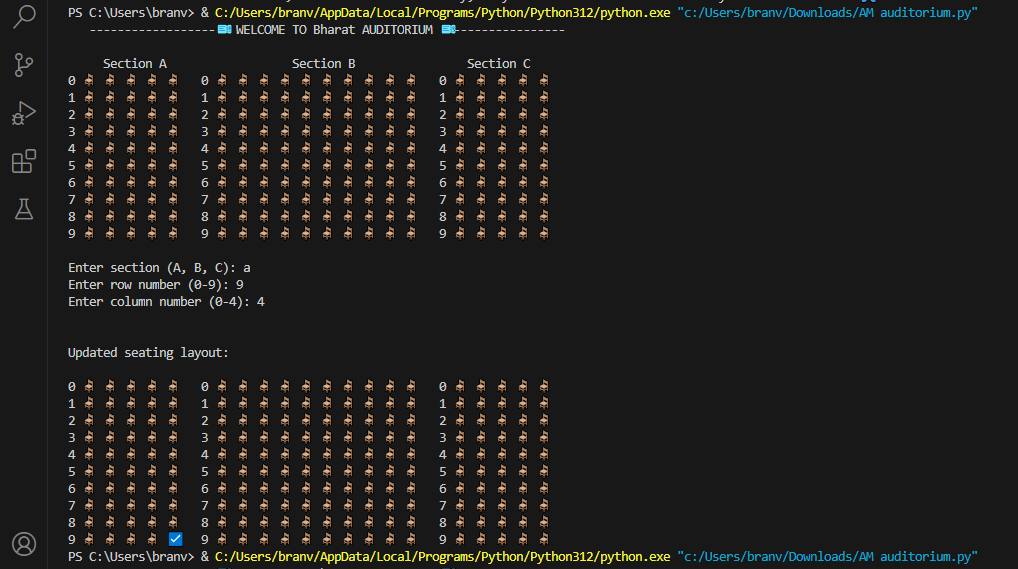 PS C:\Users\branv> & C:/Users/branv/AppData/Local/Programs/Python/Python312/python.exe "c:/Users/branv/Downloads/AM auditorium.py"
------------------🎟 WELCOME TO Bharat AUDITORIUM 🎟----------------
Section A Section B Section C
0 🪑 🪑 🪑 🪑 🪑 0 🪑 🪑 🪑 🪑 🪑 🪑 🪑 🪑 🪑 🪑 0 🪑 🪑 🪑 🪑 🪑
1 🪑 🪑 🪑 🪑 🪑 1 🪑 🪑 🪑 🪑 🪑 🪑 🪑 🪑 🪑 🪑 1 🪑 🪑 🪑 🪑 🪑
2 🪑 🪑 🪑 🪑 🪑 2 🪑 🪑 🪑 🪑 🪑 🪑 🪑 🪑 🪑 🪑 2 🪑 🪑 🪑 🪑 🪑
3 🪑 🪑 🪑 🪑 🪑 3 🪑 🪑 🪑 🪑 🪑 🪑 🪑 🪑 🪑 🪑 3 🪑 🪑 🪑 🪑 🪑
4 🪑 🪑 🪑 🪑 🪑 4 🪑 🪑 🪑 🪑 🪑 🪑 🪑 🪑 🪑 🪑 4 🪑 🪑 🪑 🪑 🪑
5 🪑 🪑 🪑 🪑 🪑 5 🪑 🪑 🪑 🪑 🪑 🪑 🪑 🪑 🪑 🪑 5 🪑 🪑 🪑 🪑 🪑
6 🪑 🪑 🪑 🪑 🪑 6 🪑 🪑 🪑 🪑 🪑 🪑 🪑 🪑 🪑 🪑 6 🪑 🪑 🪑 🪑 🪑
7 🪑 🪑 🪑 🪑 🪑 7 🪑 🪑 🪑 🪑 🪑 🪑 🪑 🪑 🪑 🪑 7 🪑 🪑 🪑 🪑 🪑
8 🪑 🪑 🪑 🪑 🪑 8 🪑 🪑 🪑 🪑 🪑 🪑 🪑 🪑 🪑 🪑 8 🪑 🪑 🪑 🪑 🪑
9 🪑 🪑 🪑 🪑 🪑 9 🪑 🪑 🪑 🪑 🪑 🪑 🪑 🪑 🪑 🪑 9 🪑 🪑 🪑 🪑 🪑
Enter section (A, B, C): a
Enter row number (0-9): 9
Enter column number (0-4): 4
Updated seating layout:
0 🪑 🪑 🪑 🪑 🪑 0 🪑 🪑 🪑 🪑 🪑 🪑 🪑 🪑 🪑 🪑 0 🪑 🪑 🪑 🪑 🪑
1 🪑 🪑 🪑 🪑 🪑 1 🪑 🪑 🪑 🪑 🪑 🪑 🪑 🪑 🪑 🪑 1 🪑 🪑 🪑 🪑 🪑
2 🪑 🪑 🪑 🪑 🪑 2 🪑 🪑 🪑 🪑 🪑 🪑 🪑 🪑 🪑 🪑 2 🪑 🪑 🪑 🪑 🪑
3 🪑 🪑 🪑 🪑 🪑 3 🪑 🪑 🪑 🪑 🪑 🪑 🪑 🪑 🪑 🪑 3 🪑 🪑 🪑 🪑 🪑
4 🪑 🪑 🪑 🪑 🪑 4 🪑 🪑 🪑 🪑 🪑 🪑 🪑 🪑 🪑 🪑 4 🪑 🪑 🪑 🪑 🪑
5 🪑 🪑 🪑 🪑 🪑 5 🪑 🪑 🪑 🪑 🪑 🪑 🪑 🪑 🪑 🪑 5 🪑 🪑 🪑 🪑 🪑
6 🪑 🪑 🪑 🪑 🪑 6 🪑 🪑 🪑 🪑 🪑 🪑 🪑 🪑 🪑 🪑 6 🪑 🪑 🪑 🪑 🪑
7 🪑 🪑 🪑 🪑 🪑 7 🪑 🪑 🪑 🪑 🪑 🪑 🪑 🪑 🪑 🪑 7 🪑 🪑 🪑 🪑 🪑
8 🪑 🪑 🪑 🪑 🪑 8 🪑 🪑 🪑 🪑 🪑 🪑 🪑 🪑 🪑 🪑 8 🪑 🪑 🪑 🪑 🪑
9 🪑 🪑 🪑 🪑 ☑ 9 🪑 🪑 🪑 🪑 🪑 🪑 🪑 🪑 🪑 🪑 9 🪑 🪑 🪑 🪑 🪑
PS C:\Users\branv> & C:/Users/branv/AppData/Local/Programs/Python/Python312/python.exe "c:/Users/branv/Downloads/AM auditorium.py"